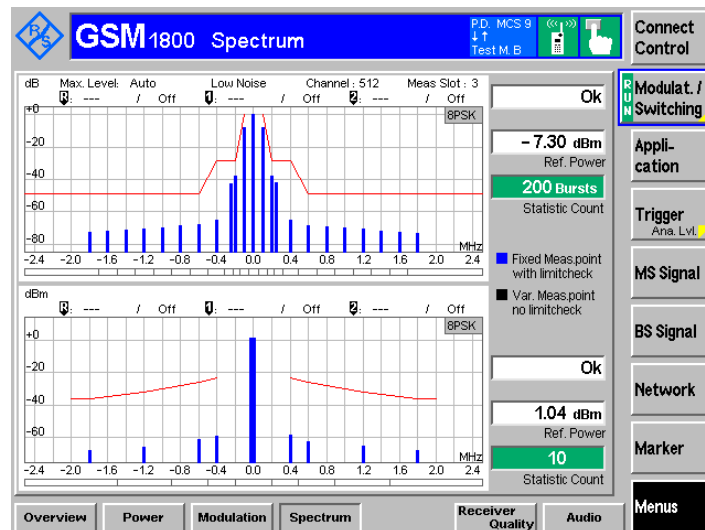 R&S
GSM 1800 Spectrum
P.D. MCS 9
Test M. B
Connect Control
RUN
Modulat. / Switching
Appli- cation
Trigger
Ana. Lvl.
MS Signal
BS Signal
Network
Marker
Menus
dB Max. Level: Auto Low Noise Channel : 512 Meas Slot : 3
R: --- / Off 1: --- / Off 2: --- / Off
8PSK
+0
-20
-40
-60
-80
MHz
-2.4 -2.0 -1.6 -1.2 -0.8 -0.4 0.0 0.4 0.8 1.2 1.6 2.0 2.4
Ok
– 7.30 dBm
Ref. Power
200 Bursts
Statistic Count
Fixed Meas.point
with limitcheck
Var. Meas.point
no limitcheck
dBm
R: --- / Off 1: --- / Off 2: --- / Off
8PSK
+0
-20
-40
-60
MHz
-2.4 -2.0 -1.6 -1.2 -0.8 -0.4 0.0 0.4 0.8 1.2 1.6 2.0 2.4
Ok
1.04 dBm
Ref. Power
10
Statistic Count
Overview Power Modulation Spectrum Receiver Quality Audio